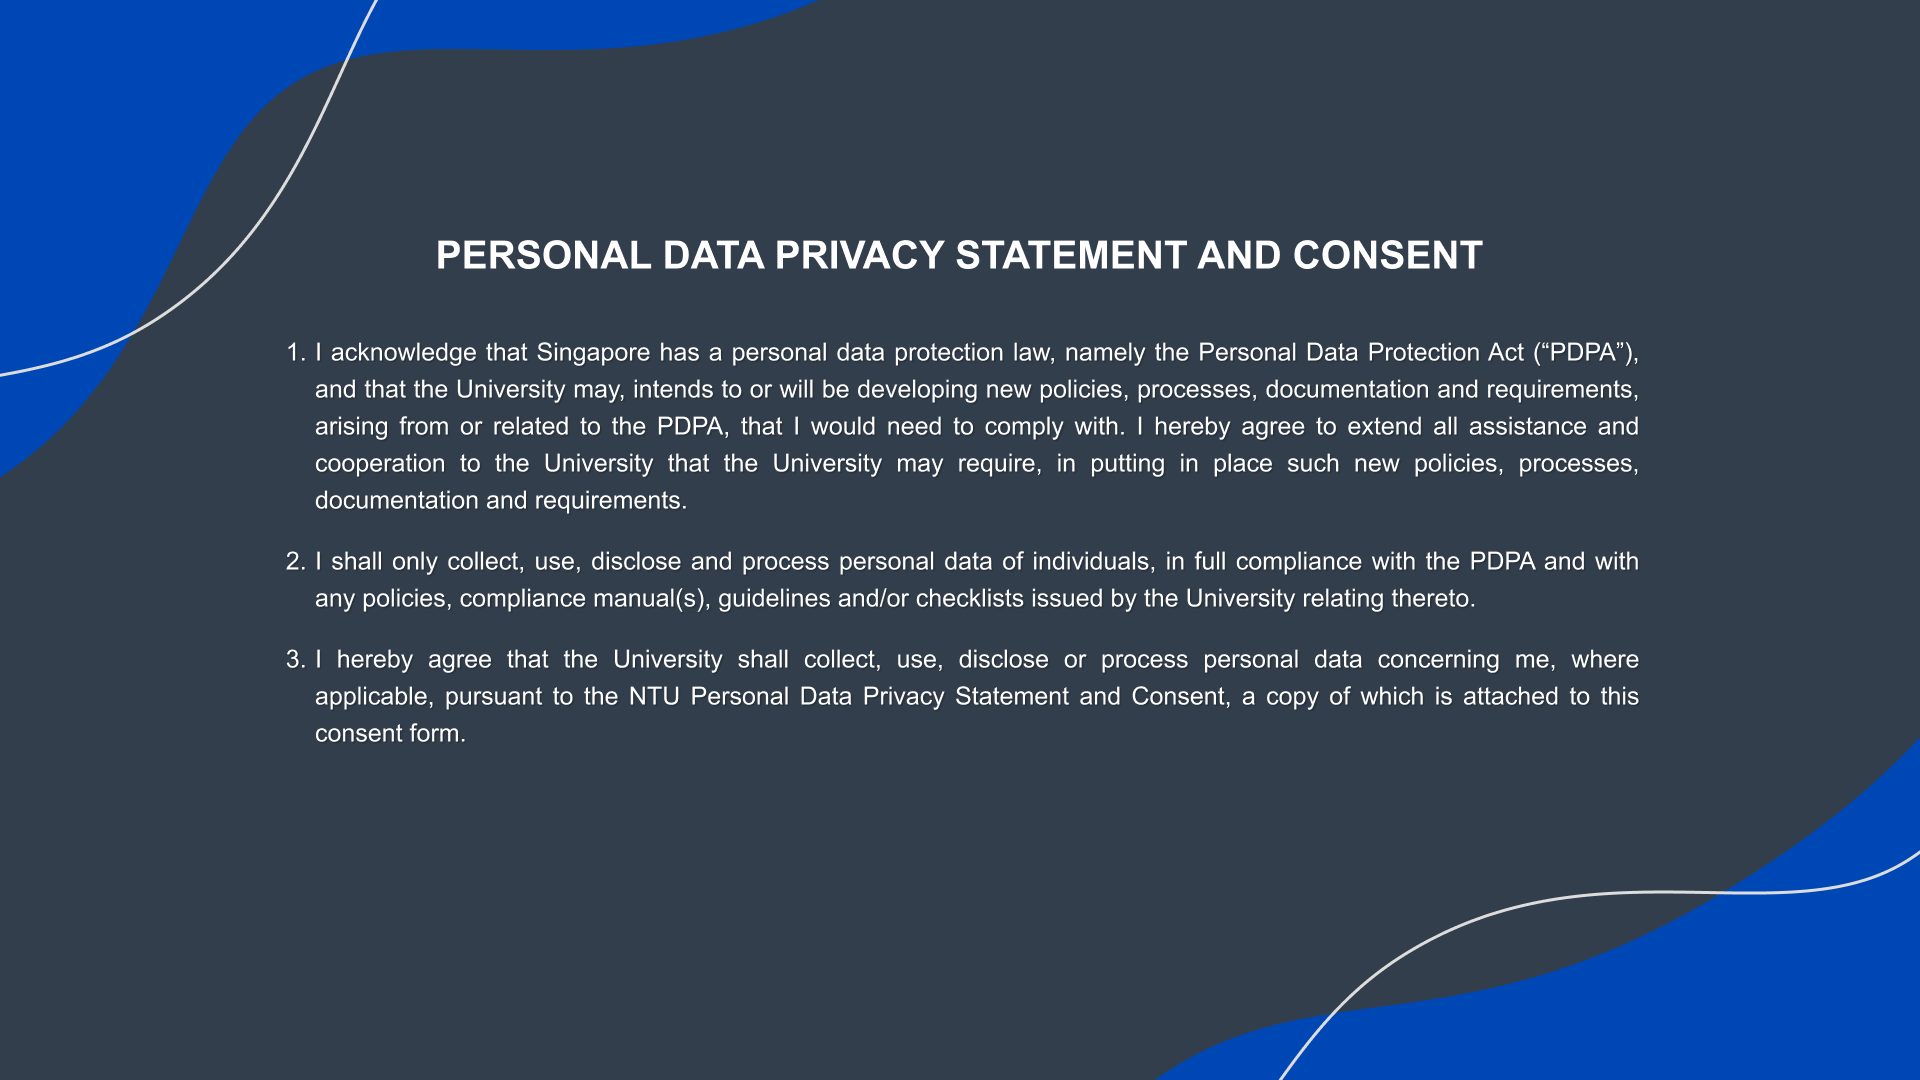 PERSONAL DATA PRIVACY STATEMENT AND CONSENT
1. I acknowledge that Singapore has a personal data protection law, namely the Personal Data Protection Act (“PDPA”),
and that the University may, intends to or will be developing new policies, processes, documentation and requirements,
arising from or related to the PDPA, that I would need to comply with. I hereby agree to extend all assistance and
cooperation to the University that the University may require, in putting in place such new policies, processes,
documentation and requirements.
2. I shall only collect, use, disclose and process personal data of individuals, in full compliance with the PDPA and with
any policies, compliance manual(s), guidelines and/or checklists issued by the University relating thereto.
3. I hereby agree that the University shall collect, use, disclose or process personal data concerning me, where
applicable, pursuant to the NTU Personal Data Privacy Statement and Consent, a copy of which is attached to this
consent form.